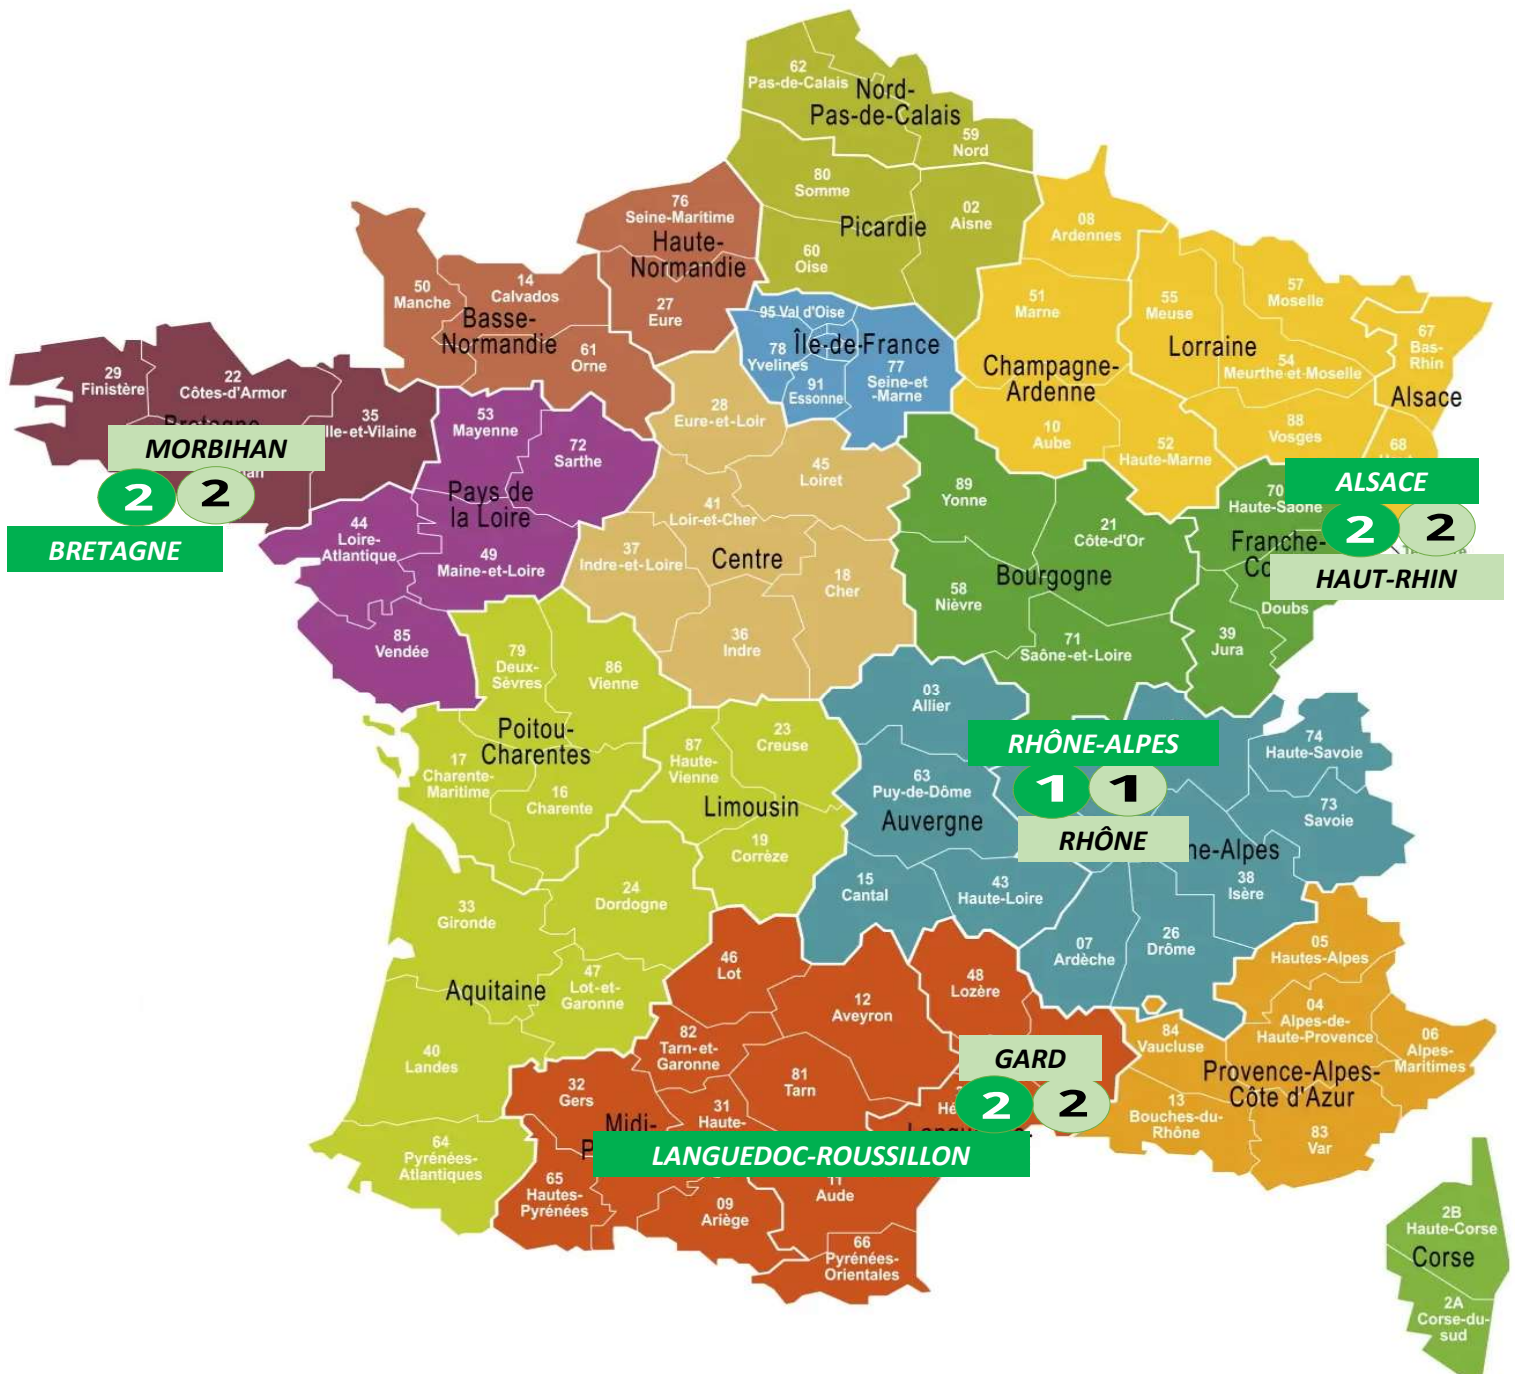 62
Pas-de-Calais
Nord-
Pas-de-Calais
59
Nord
80
Somme
02
Aisne
Picardie
60
Oise
76
Seine-Maritime
Haute-
Normandie
27
Eure
08
Ardennes
50
Manche
14
Calvados
Basse-
Normandie
61
Orne
95 Val d'Oise
Île-de-France
78
Yvelines
91
Essonne
77
Seine-et
-Marne
51
Marne
Champagne-
Ardenne
10
Aube
52
Haute-Marne
55
Meuse
57
Moselle
Lorraine
54
Meurthe-et-Moselle
88
Vosges
67
Bas-
Rhin
Alsace
68
29
Finistère
22
Côtes-d'Armor
Bretagne
35
Ille-et-Vilaine
MORBIHAN
2 2
BRETAGNE
53
Mayenne
72
Sarthe
Pays de
la Loire
44
Loire-
Atlantique
49
Maine-et-Loire
85
Vendée
28
Eure-et-Loir
45
Loiret
41
Loir-et-Cher
37
Indre-et-Loire
Centre
18
Cher
36
Indre
89
Yonne
21
Côte-d'Or
Bourgogne
58
Nièvre
71
Saône-et-Loire
70
Haute-Saône
Franche-
Doubs
39
Jura
ALSACE
2 2
HAUT-RHIN
79
Deux-
Sèvres
86
Vienne
Poitou-
Charentes
17
Charente-
Maritime
16
Charente
87
Haute-
Vienne
23
Creuse
Limousin
19
Corrèze
03
Allier
63
Puy-de-Dôme
Auvergne
15
Cantal
43
Haute-Loire
RHÔNE-ALPES
1 1
RHÔNE
ne-Alpes
74
Haute-Savoie
73
Savoie
38
Isère
07
Ardèche
26
Drôme
33
Gironde
24
Dordogne
47
Lot-et-
Garonne
Aquitaine
40
Landes
64
Pyrénées-
Atlantiques
46
Lot
12
Aveyron
48
Lozère
82
Tarn-et-
Garonne
81
Tarn
32
Gers
31
Haute-
Midi-
65
Hautes-
Pyrénées
09
Ariège
11
Aude
66
Pyrénées-
Orientales
GARD
2 2
LANGUEDOC-ROUSSILLON
05
Hautes-Alpes
04
Alpes-de-
Haute-Provence
06
Alpes-
Maritimes
84
Vaucluse
Provence-Alpes-
Côte d'Azur
13
Bouches-du-
Rhône
83
Var
2B
Haute-Corse
Corse
2A
Corse-du-
sud